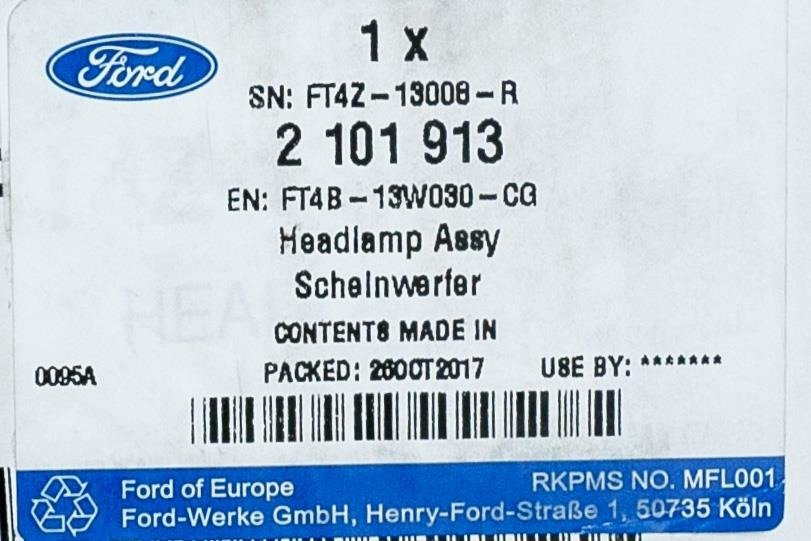 Ford
1 x
SN: FT4Z-13008-R
2 101 913
EN: FT4B-13W030-CG
Headlamp Assy
Scheinwerfer
CONTENTS MADE IN
0095A
PACKED: 26OCT2017 USE BY: *******
Ford of Europe RKPMS NO. MFL001
Ford-Werke GmbH, Henry-Ford-Straße 1, 50735 Köln